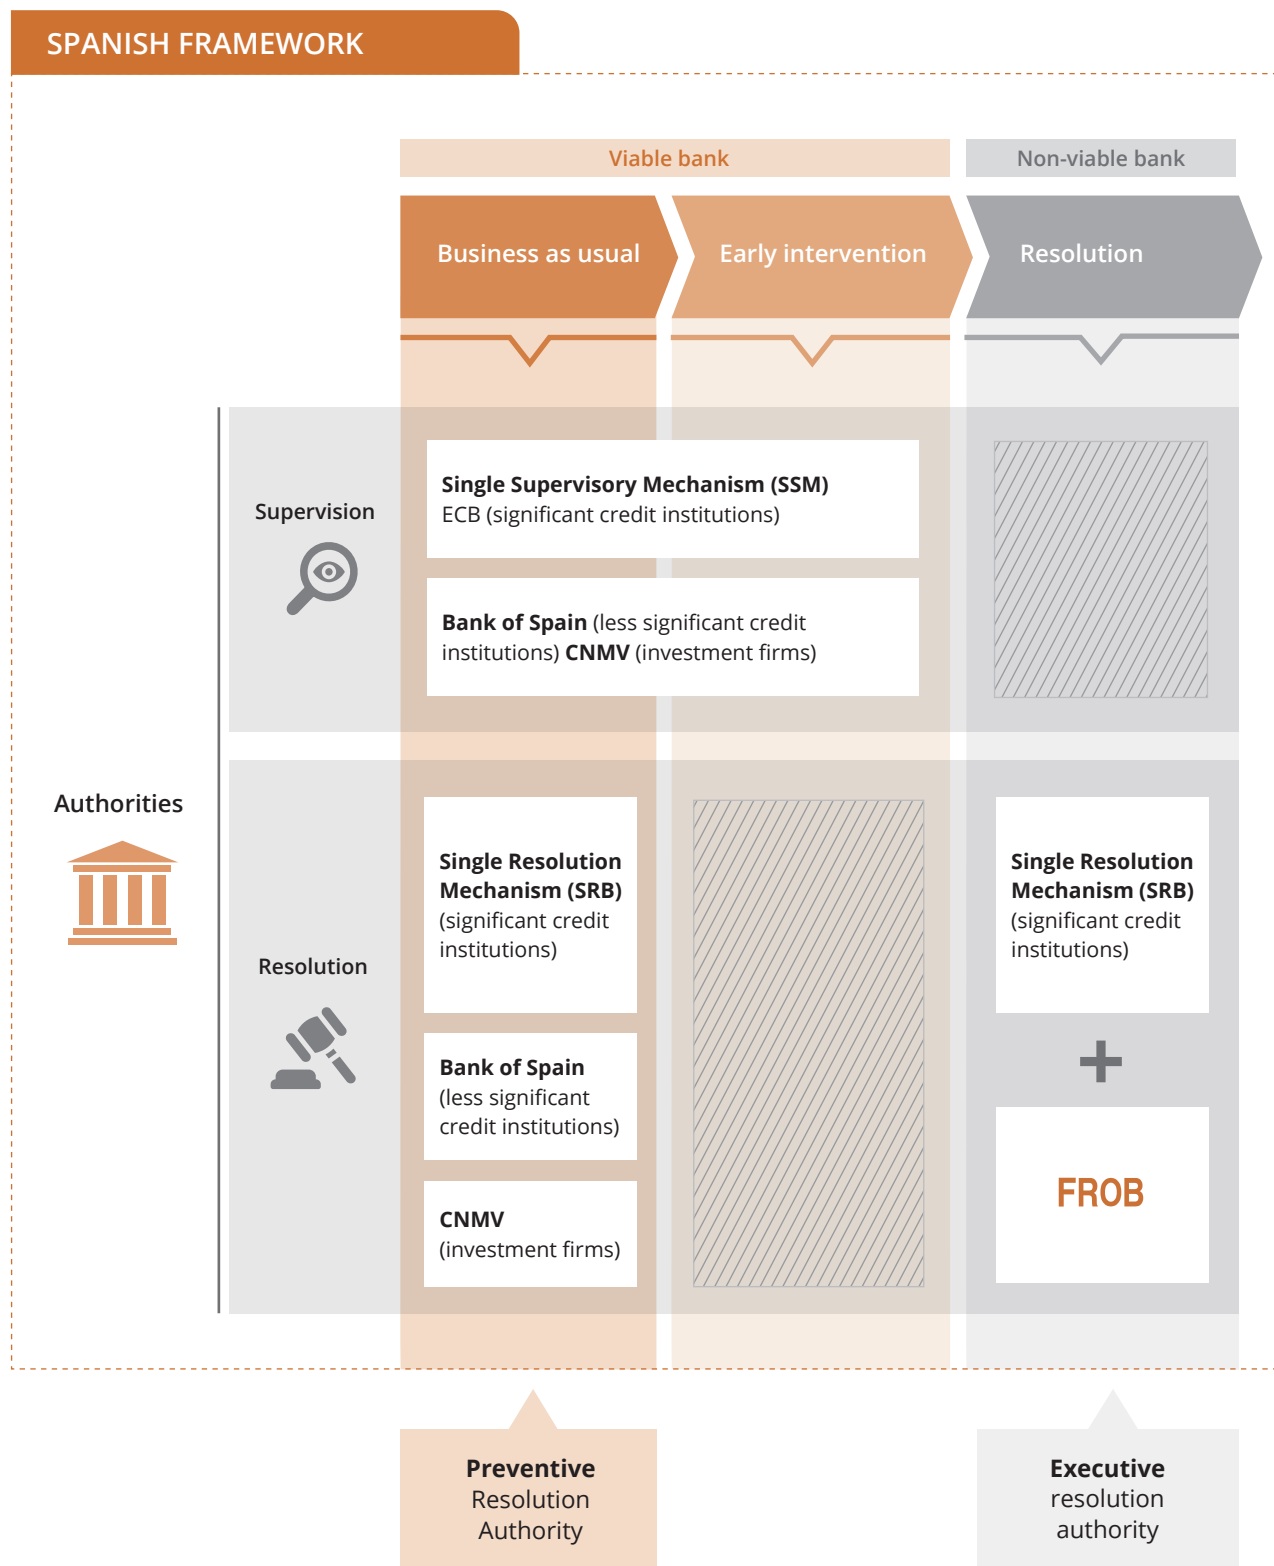 SPANISH FRAMEWORK
Viable bank
Non-viable bank
Business as usual
Early intervention
Resolution
Supervision
Single Supervisory Mechanism (SSM)
ECB (significant credit institutions)
Bank of Spain (less significant credit
institutions) CNMV (investment firms)
Authorities
Resolution
Single Resolution
Mechanism (SRB)
(significant credit
institutions)
Bank of Spain
(less significant
credit institutions)
CNMV
(investment firms)
Single Resolution
Mechanism (SRB)
(significant credit
institutions)
+
FROB
Preventive
Resolution
Authority
Executive
resolution
authority